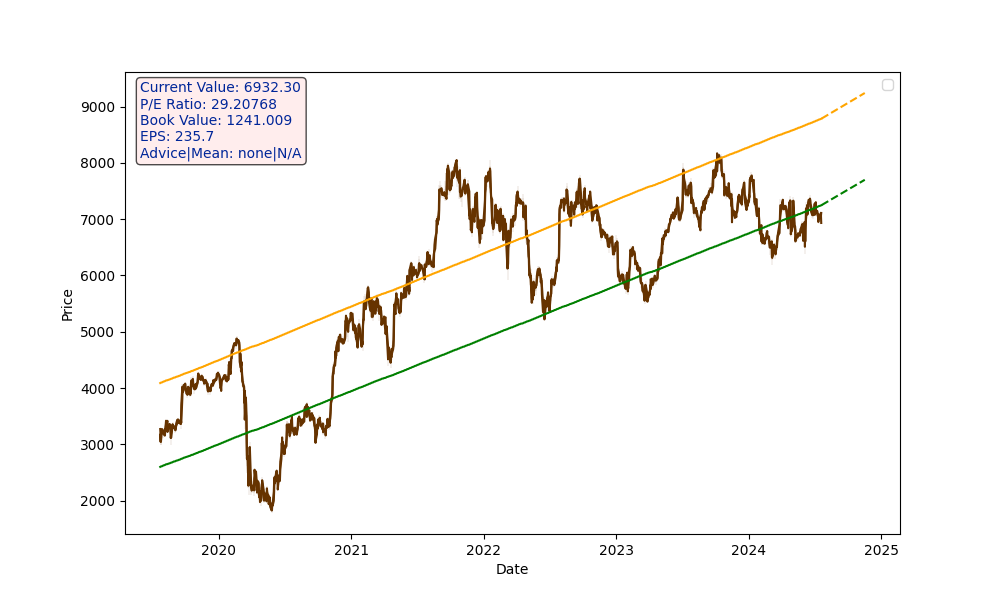 Current Value: 6932.30
P/E Ratio: 29.20768
Book Value: 1241.009
EPS: 235.7
Advice|Mean: none|N/A
9000
8000
7000
6000
5000
4000
3000
2000
Price
2020 2021 2022 2023 2024 2025
Date